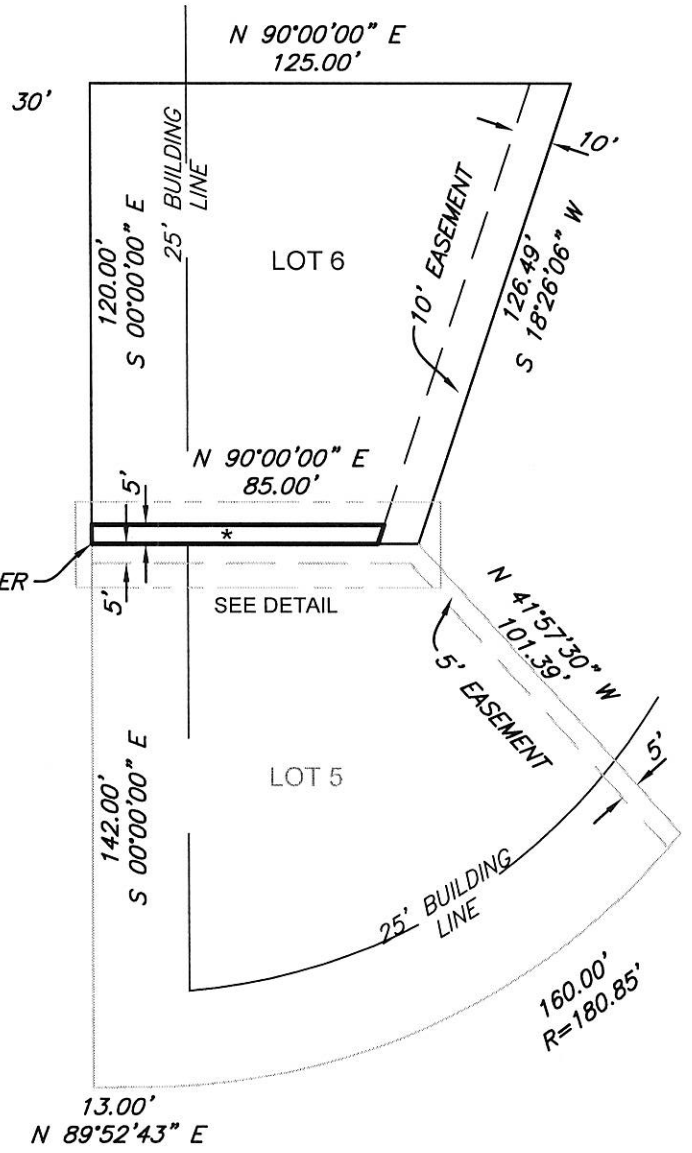 N 90°00'00" E
125.00'
30'
10'
25' BUILDING
LINE
120.00'
S 00°00'00" E
LOT 6
10' EASEMENT
126.49'
S 18°26'06" W
N 90°00'00" E
85.00'
5'
*
ER
5'
SEE DETAIL
N 41°57'30" W
101.39'
5' EASEMENT
5'
LOT 5
142.00'
S 00°00'00" E
25' BUILDING
LINE
160.00'
R=180.85'
13.00'
N 89°52'43" E